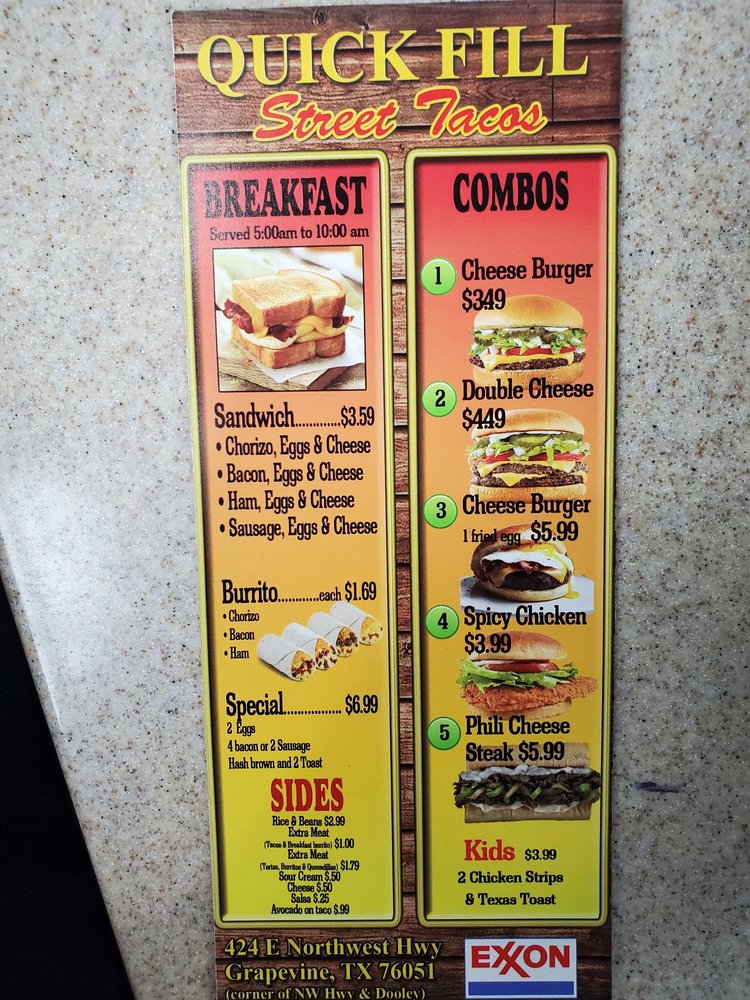 QUICK FILL
Street Tacos
BREAKFAST
Served 5:00am to 10:00 am
Sandwich.............$3.59
• Chorizo, Eggs & Cheese
• Bacon, Eggs & Cheese
• Ham, Eggs & Cheese
• Sausage, Eggs & Cheese
Burrito............each $1.69
• Chorizo
• Bacon
• Ham
Special................. $6.99
2 Eggs
4 bacon or 2 Sausage
Hash brown and 2 Toast
SIDES
Rice & Beans $2.99
Extra Meat
(Tacos & Breakfast burrito) $1.00
Extra Meat
(Tortas, Burritos & Quesadillas) $1.79
Sour Cream $.50
Cheese $.50
Salsa $.25
Avocado on taco $.99
COMBOS
1 Cheese Burger
$3.49
2 Double Cheese
$4.49
3 Cheese Burger
1 fried egg $5.99
4 Spicy Chicken
$3.99
5 Phili Cheese
Steak $5.99
Kids $3.99
2 Chicken Strips
& Texas Toast
424 E Northwest Hwy
Grapevine, TX 76051
(corner of NW Hwy & Dooley)
EXXON